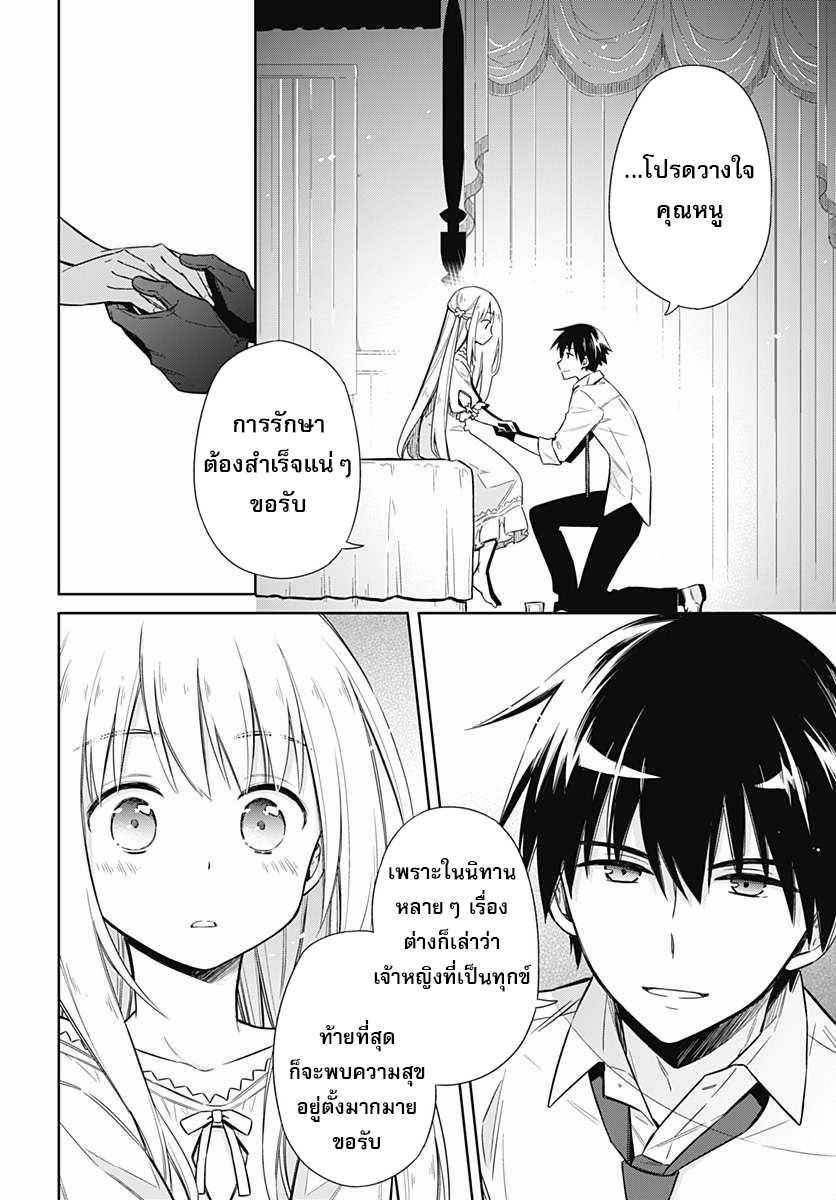 ...โปรดวางใจ
คุณหนู
การรักษา
ต้องสำเร็จแน่ๆ
ขอรับ
เพราะในนิทาน
หลายๆ เรื่อง
ต่างก็เล่าว่า
เจ้าหญิงที่เป็นทุกข์
ท้ายที่สุด
ก็จะพบความสุข
อยู่ตั้งมากมาย
ขอรับ